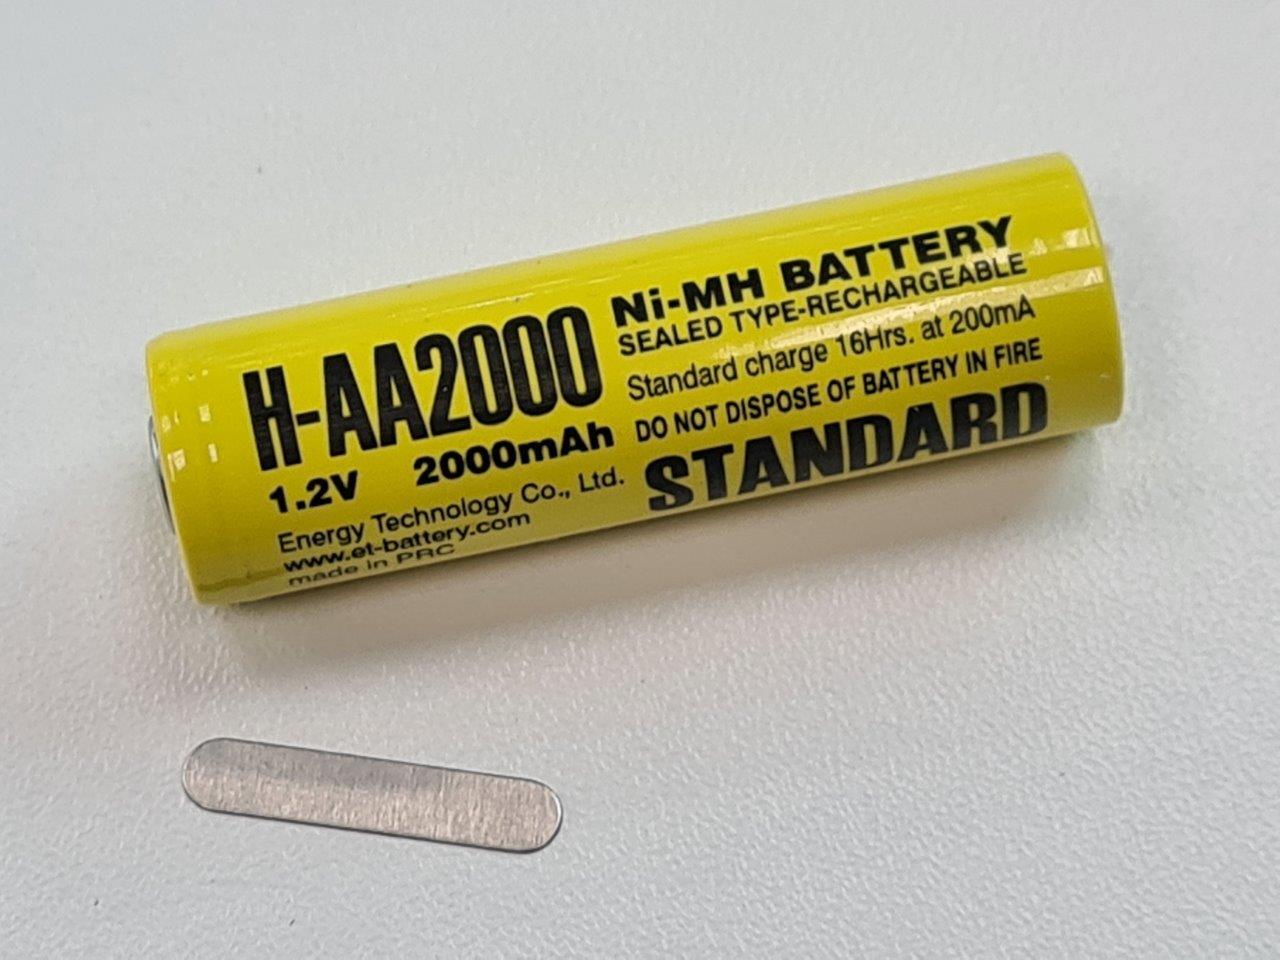 H-AA2000
1.2V 2000mAh
Energy Technology Co., Ltd.
www.et-battery.com
made in PRC
Ni-MH BATTERY
SEALED TYPE-RECHARGEABLE
Standard charge 16Hrs. at 200mA
DO NOT DISPOSE OF BATTERY IN FIRE
STANDARD